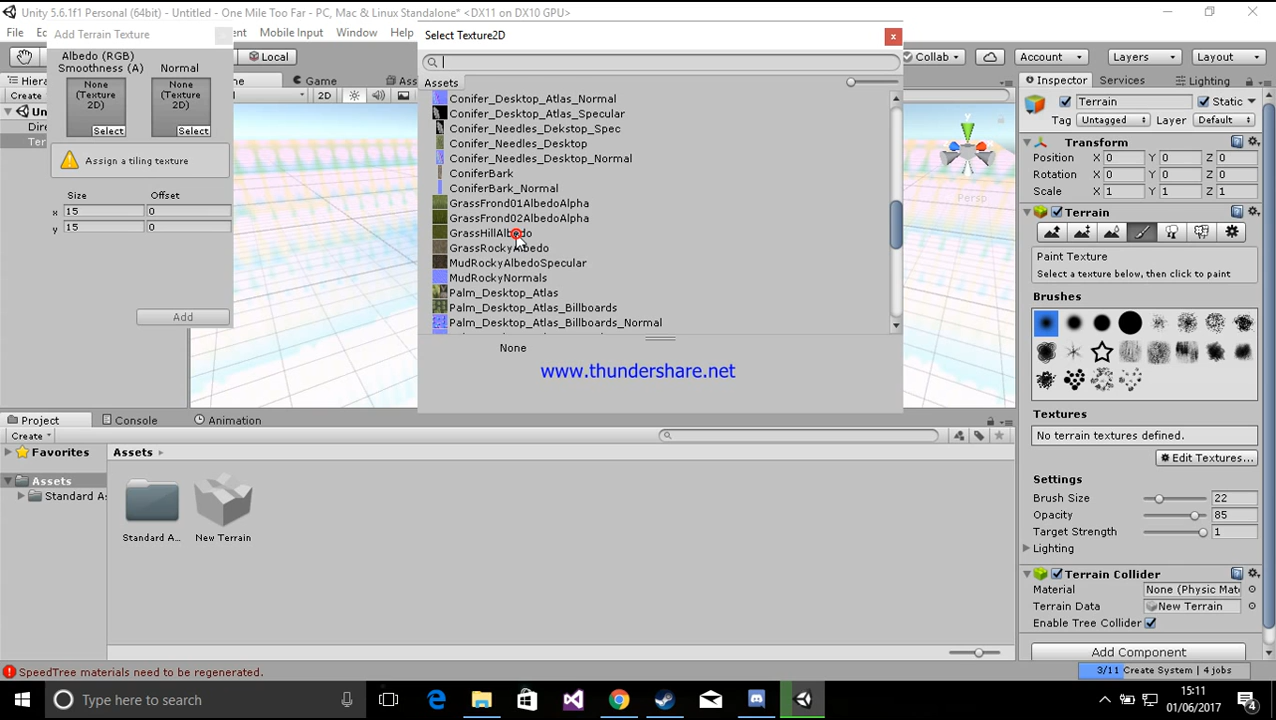 Unity 5.6.1f1 Personal (64bit) - Untitled - One Mile Too Far - PC, Mac & Linux Standalone* <DX11 on DX10 GPU>
File
Mobile Input
Window
Help
Local
Collab
Account
Layers
Layout
Add Terrain Texture
Albedo (RGB)
Smoothness (A)
Normal
None
(Texture
2D)
Select
None
(Texture
2D)
Select
Assign a tiling texture
Size
Offset
x 15
0
y 15
0
Add
Create
2D
Game
Persp
Select Texture2D
Assets
Conifer_Desktop_Atlas_Normal
Conifer_Desktop_Atlas_Specular
Conifer_Needles_Dekstop_Spec
Conifer_Needles_Desktop
Conifer_Needles_Desktop_Normal
ConiferBark
ConiferBark_Normal
GrassFrond01AlbedoAlpha
GrassFrond02AlbedoAlpha
GrassHillAlbedo
GrassRockyAlbedo
MudRockyAlbedoSpecular
MudRockyNormals
Palm_Desktop_Atlas
Palm_Desktop_Atlas_Billboards
Palm_Desktop_Atlas_Billboards_Normal
None
www.thundershare.net
Inspector
Services
Lighting
Terrain
Static
Tag Untagged
Layer Default
Transform
Position X 0 Y 0 Z 0
Rotation X 0 Y 0 Z 0
Scale X 1 Y 1 Z 1
Terrain
Paint Texture
Select a texture below, then click to paint
Brushes
Textures
No terrain textures defined.
Edit Textures...
Settings
Brush Size 22
Opacity 85
Target Strength 1
Lighting
Terrain Collider
Material None (Physic Mat
Terrain Data New Terrain
Enable Tree Collider
Add Component
3/11 Create System | 4 jobs
Project
Console
Animation
Create
Favorites
Assets
Standard As
Assets
Standard A...
New Terrain
SpeedTree materials need to be regenerated.
Type here to search
15:11
01/06/2017
4